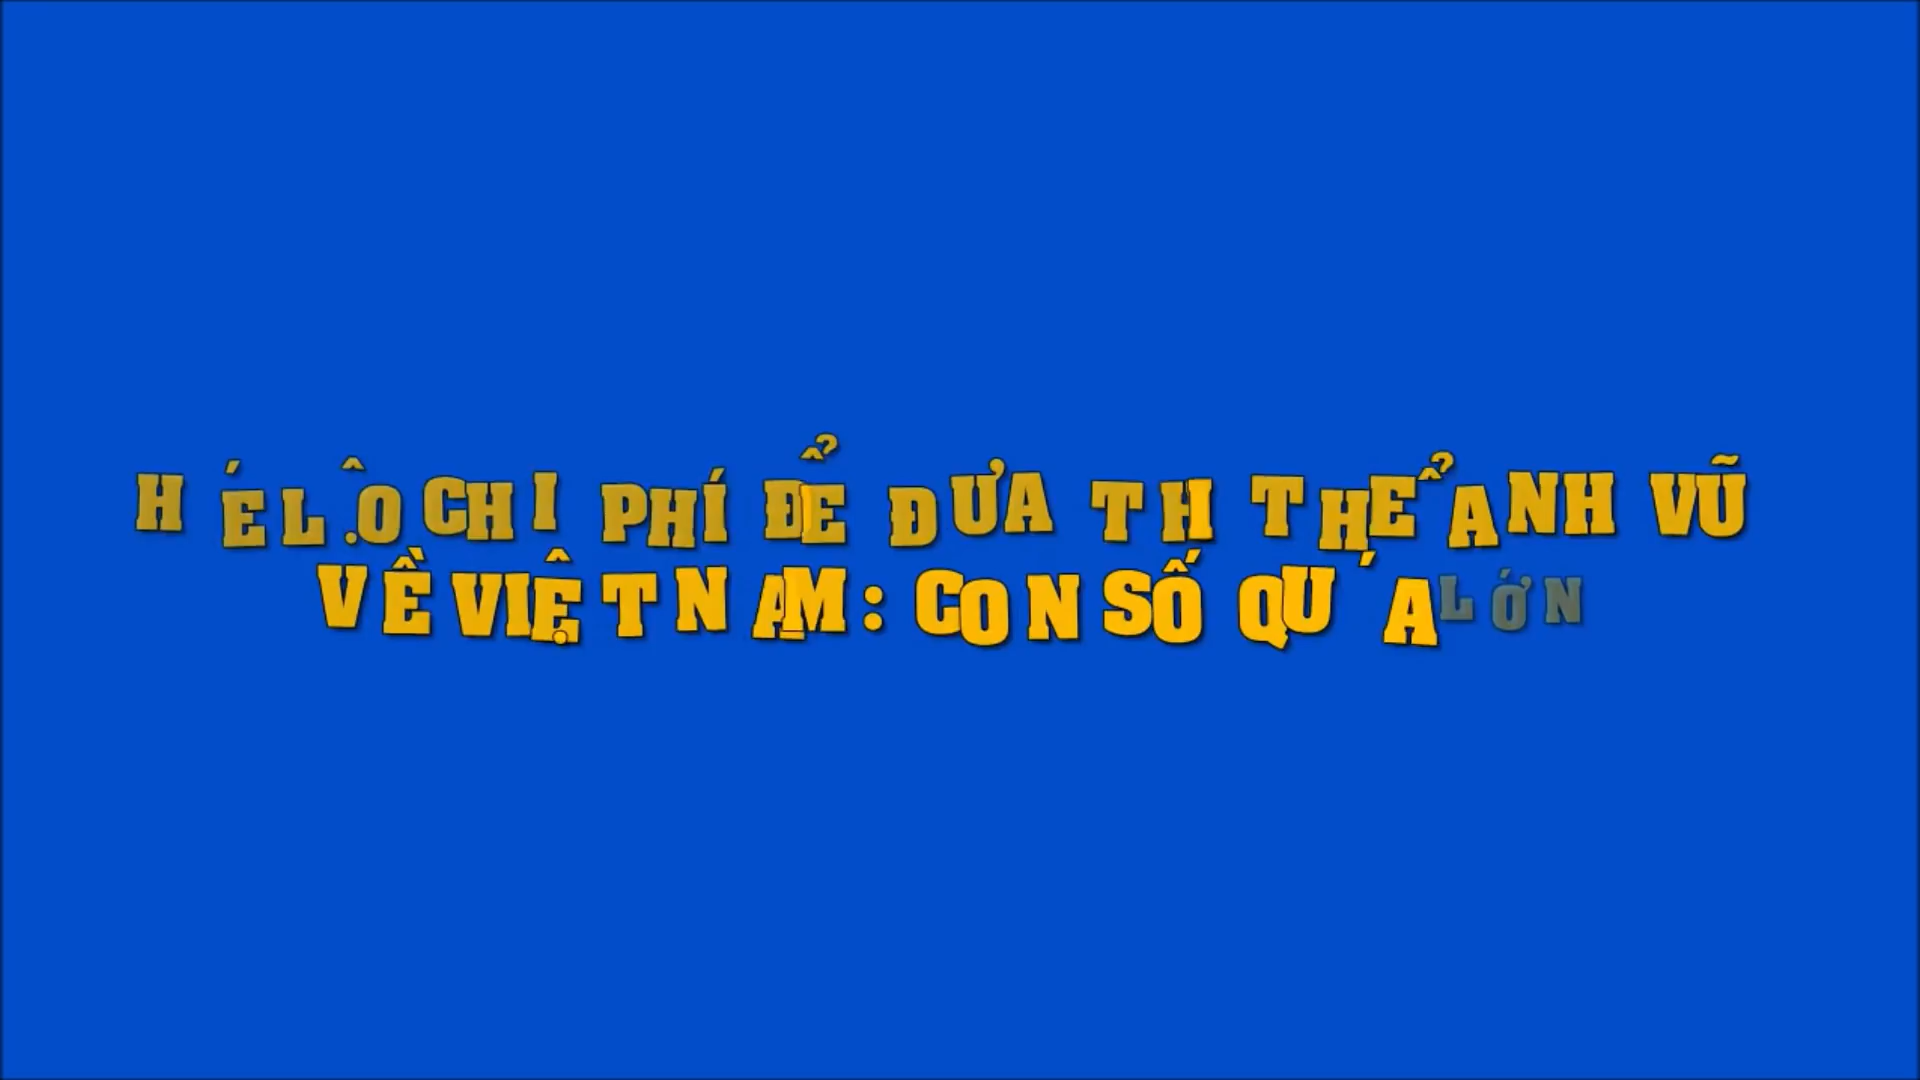 HÉ LỘ CHI PHÍ ĐỂ ĐƯA TH THỂ ANH VŨ
VỀ VIỆT NAM: CON SỐ QUÁ LỚN